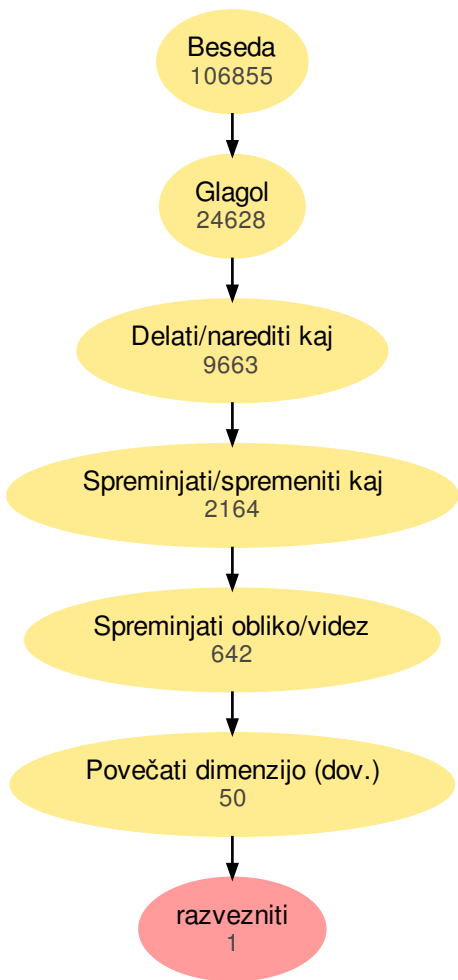 Beseda
106855
Glagol
24628
Delati/narediti kaj
9663
Spreminjati/spremeniti kaj
2164
Spreminjati obliko/videz
642
Povečati dimenzijo (dov.)
50
razvezniti
1